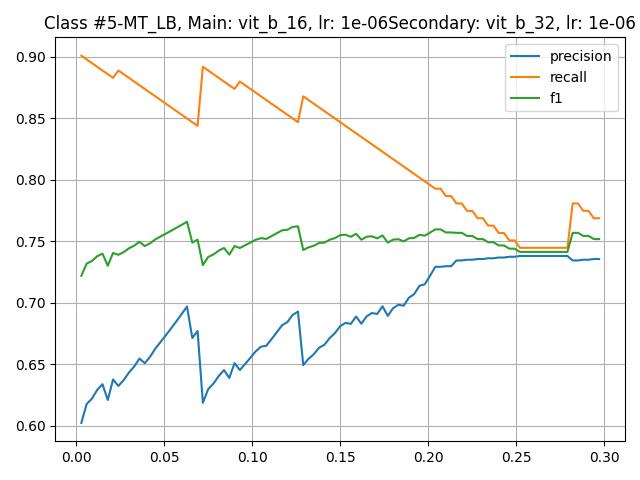 Class #5-MT_LB, Main: vit_b_16, lr: 1e-06Secondary: vit_b_32, lr: 1e-06
precision
recall
f1
0.90
0.85
0.80
0.75
0.70
0.65
0.60
0.00 0.05 0.10 0.15 0.20 0.25 0.30